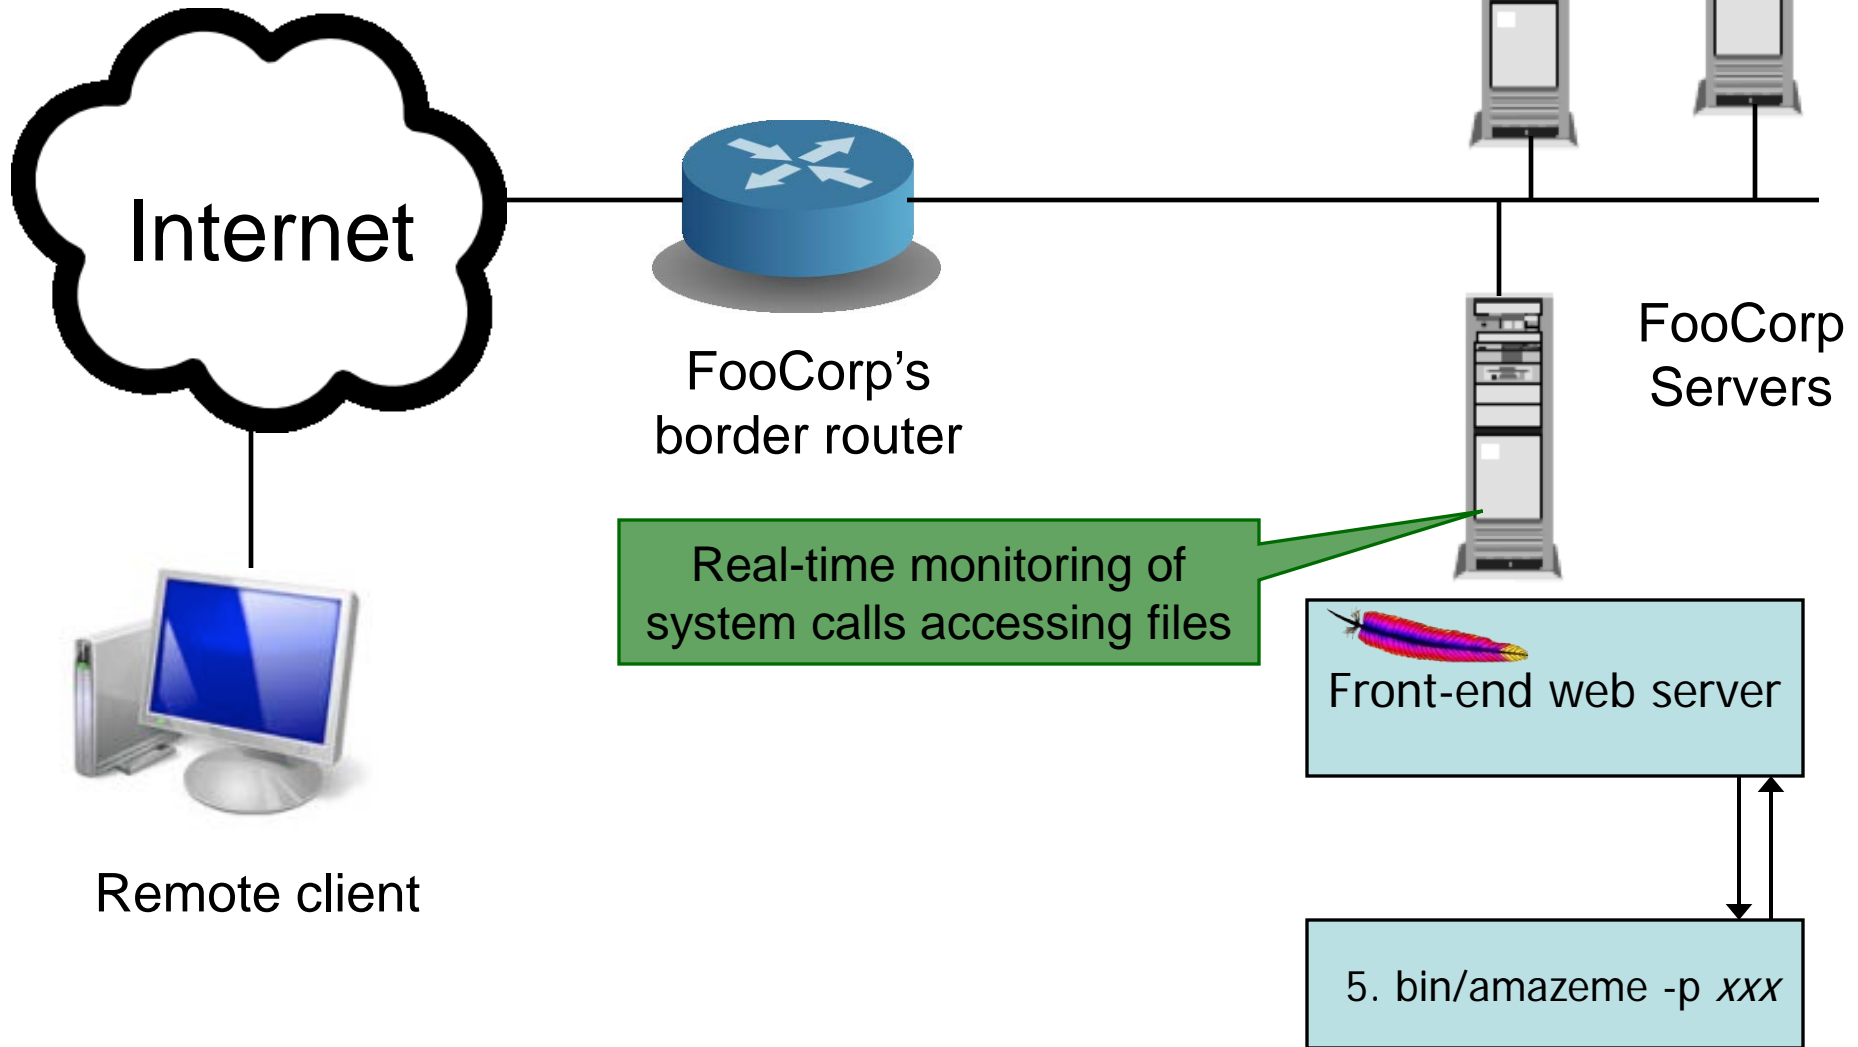 Internet
FooCorp's
border router
FooCorp
Servers
Real-time monitoring of
system calls accessing files
Front-end web server
Remote client
5. bin/amazeme -p xxx